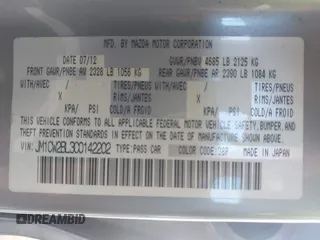 MFD. BY MAZDA MOTOR CORPORATION
DATE 07/12 GVWR/PNBV 4685 LB 2125 KG
FRONT GAWR/PNBE AV 2328 LB 1056 KG REAR GAWR/PNBE AR 2390 LB 1084 KG
WITH/AVEC / TIRES/PNEUS WITH/AVEC / TIRES/PNEUS
X RIMS/JANTES X RIMS/JANTES
KPA/ PSI COLD/A FROID KPA/ PSI COLD/A FROID
THIS VEHICLE CONFORMS TO ALL APPLICABLE FEDERAL MOTOR VEHICLE SAFETY, BUMPER, AND
THEFT PREVENTION STANDARDS IN EFFECT ON THE DATE OF MANUFACTURE SHOWN ABOVE.
VIN: JM1CW2BL3C0142202 TYPE PASS CAR COLOR CODE: MADE IN JAPAN
DREAMBID